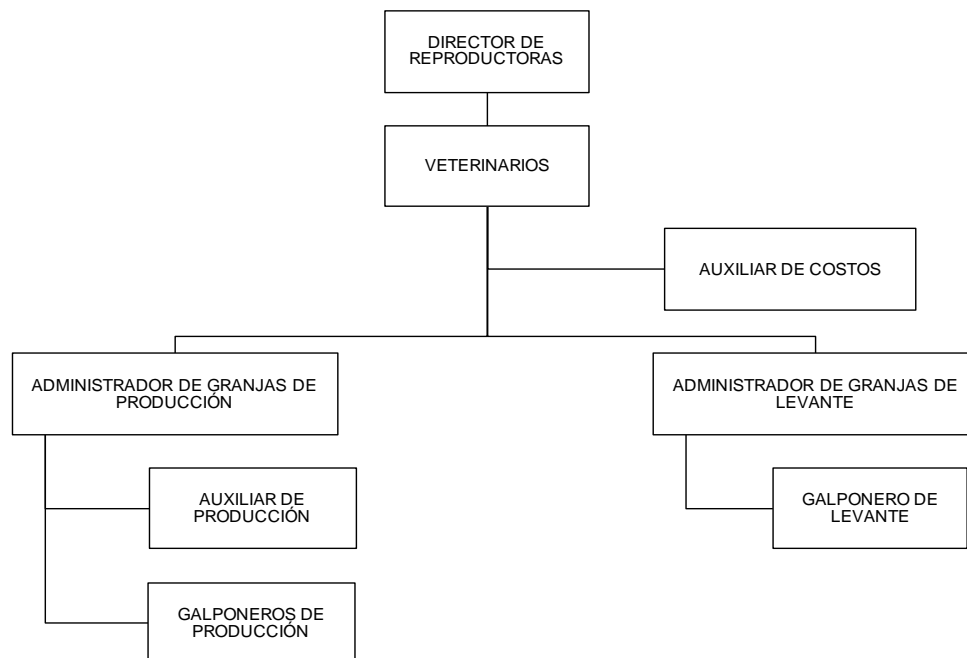 DIRECTOR DE
REPRODUCTORAS
VETERINARIOS
AUXILIAR DE COSTOS
ADMINISTRADOR DE GRANJAS DE
PRODUCCIÓN
ADMINISTRADOR DE GRANJAS DE
LEVANTE
AUXILIAR DE
PRODUCCIÓN
GALPONERO DE
LEVANTE
GALPONEROS DE
PRODUCCIÓN